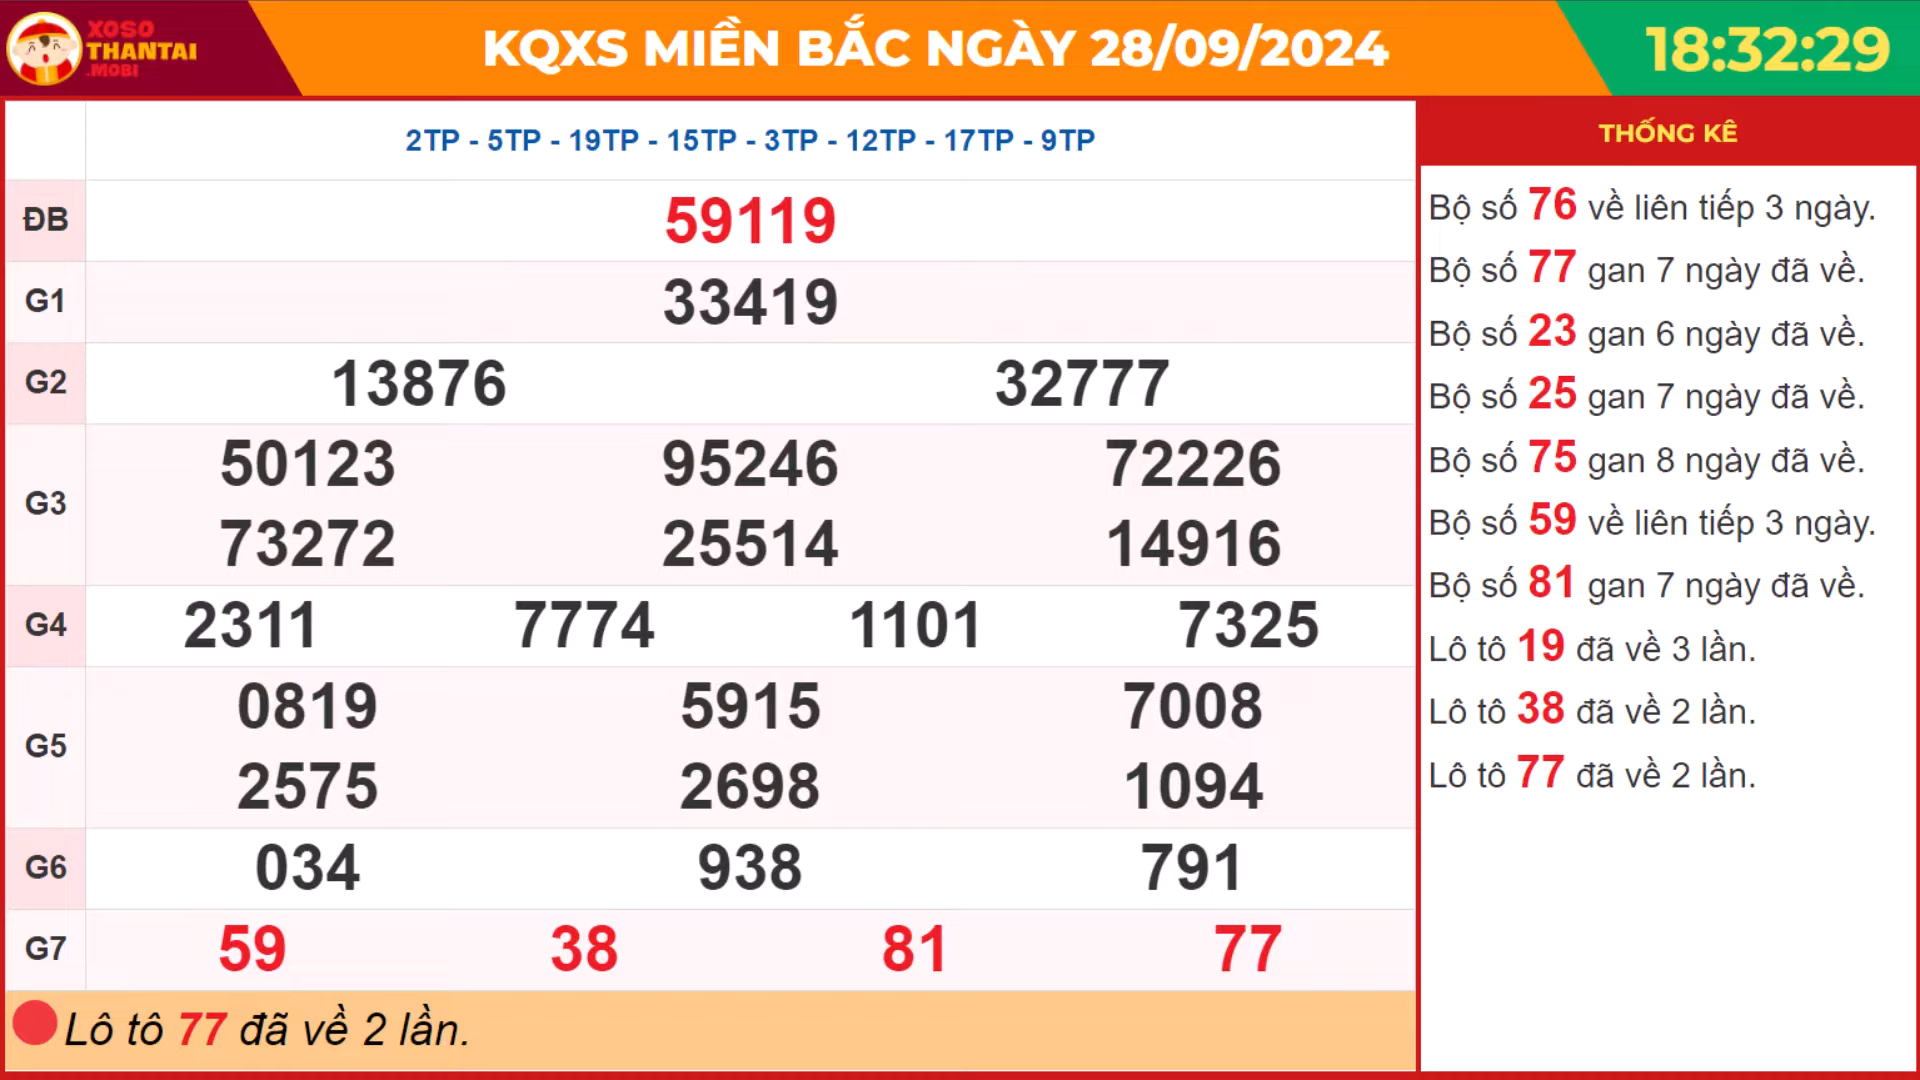 XOSO
THANTAI
.MOBI
KQXS MIỀN BẮC NGÀY 28/09/2024
18:32:29
2TP - 5TP - 19TP - 15TP - 3TP - 12TP - 17TP - 9TP
ĐB 59119
G1 33419
G2 13876 32777
G3 50123 95246 72226
73272 25514 14916
G4 2311 7774 1101 7325
G5 0819 5915 7008
2575 2698 1094
G6 034 938 791
G7 59 38 81 77
Lô tô 77 đã về 2 lần.
THỐNG KÊ
Bộ số 76 về liên tiếp 3 ngày.
Bộ số 77 gan 7 ngày đã về.
Bộ số 23 gan 6 ngày đã về.
Bộ số 25 gan 7 ngày đã về.
Bộ số 75 gan 8 ngày đã về.
Bộ số 59 về liên tiếp 3 ngày.
Bộ số 81 gan 7 ngày đã về.
Lô tô 19 đã về 3 lần.
Lô tô 38 đã về 2 lần.
Lô tô 77 đã về 2 lần.